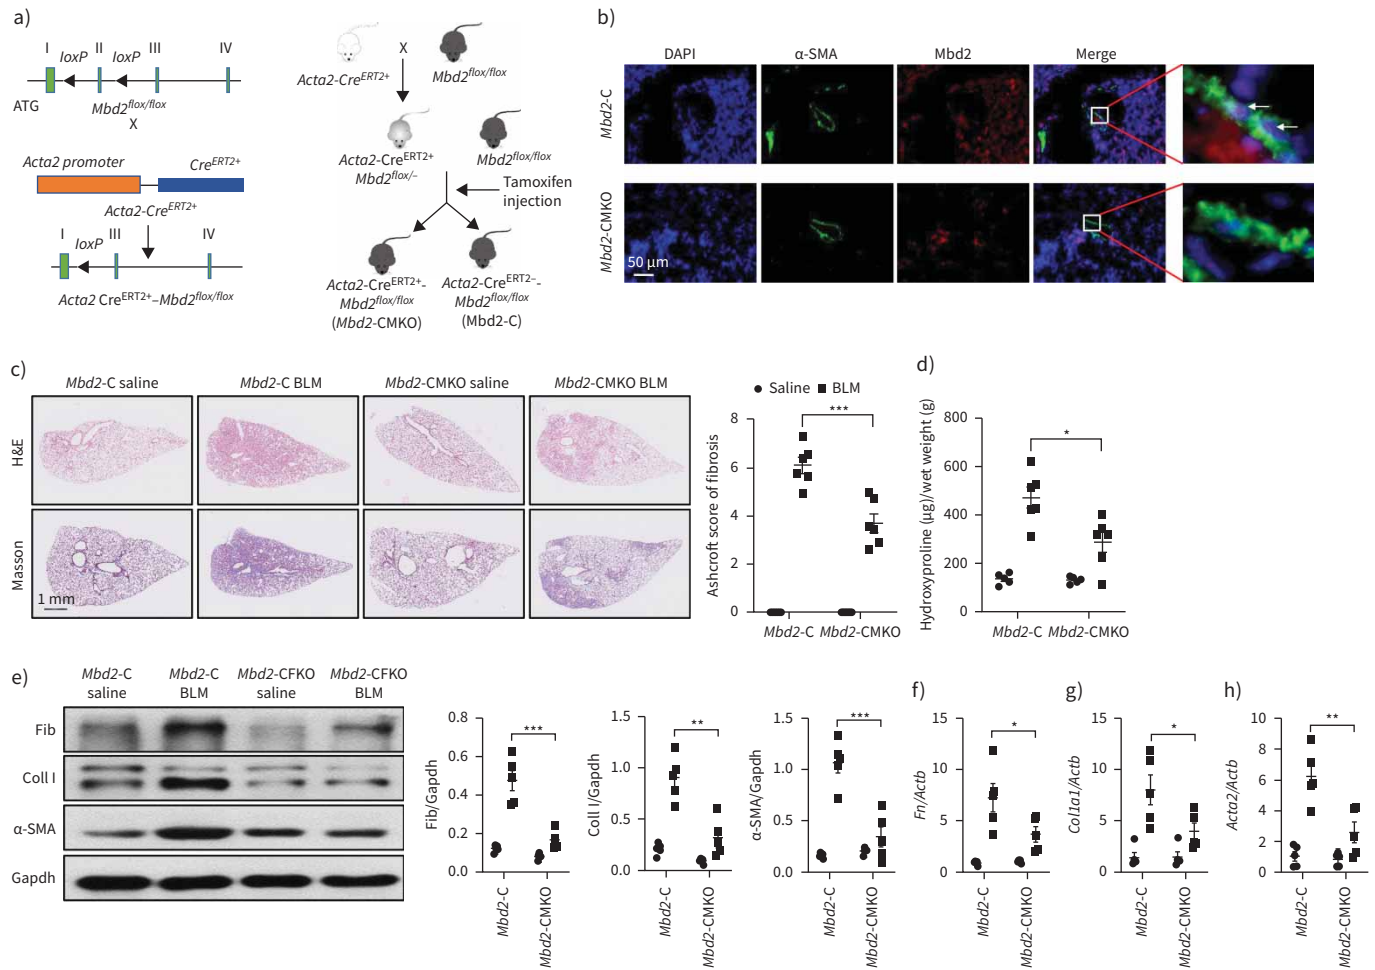 a)
I
loxP
II
loxP
III
IV
ATG
Mbd2flox/flox
X
Acta2 promoter
CreERT2+
Acta2-CreERT2+
I
loxP
III
IV
Acta2 CreERT2+–Mbd2flox/flox
X
Acta2-CreERT2+
Mbd2flox/flox
Acta2-CreERT2+
Mbd2flox/–
Mbd2flox/flox
Tamoxifen
injection
Acta2-CreERT2+-
Mbd2flox/flox
(Mbd2-CMKO)
Acta2-CreERT2–-
Mbd2flox/flox
(Mbd2-C)
b)
DAPI
α-SMA
Mbd2
Merge
Mbd2-C
Mbd2-CMKO
50 μm
c)
Mbd2-C saline
Mbd2-C BLM
Mbd2-CMKO saline
Mbd2-CMKO BLM
H&E
Masson
1 mm
Saline
BLM
Ashcroft score of fibrosis
8
6
4
2
0
***
Mbd2-C
Mbd2-CMKO
d)
Hydroxyproline (μg)/wet weight (g)
800
600
400
200
0
*
Mbd2-C
Mbd2-CMKO
e)
Mbd2-C
saline
Mbd2-C
BLM
Mbd2-CFKO
saline
Mbd2-CFKO
BLM
Fib
Coll I
α-SMA
Gapdh
Fib/Gapdh
0.8
0.6
0.4
0.2
0.0
***
Mbd2-C
Mbd2-CMKO
Coll I/Gapdh
1.5
1.0
0.5
0.0
**
Mbd2-C
Mbd2-CMKO
α-SMA/Gapdh
1.5
1.0
0.5
0.0
***
Mbd2-C
Mbd2-CMKO
f)
Fn/Actb
15
10
5
0
*
Mbd2-C
Mbd2-CMKO
g)
Col1a1/Actb
15
10
5
0
*
Mbd2-C
Mbd2-CMKO
h)
Acta2/Actb
10
8
6
4
2
0
**
Mbd2-C
Mbd2-CMKO